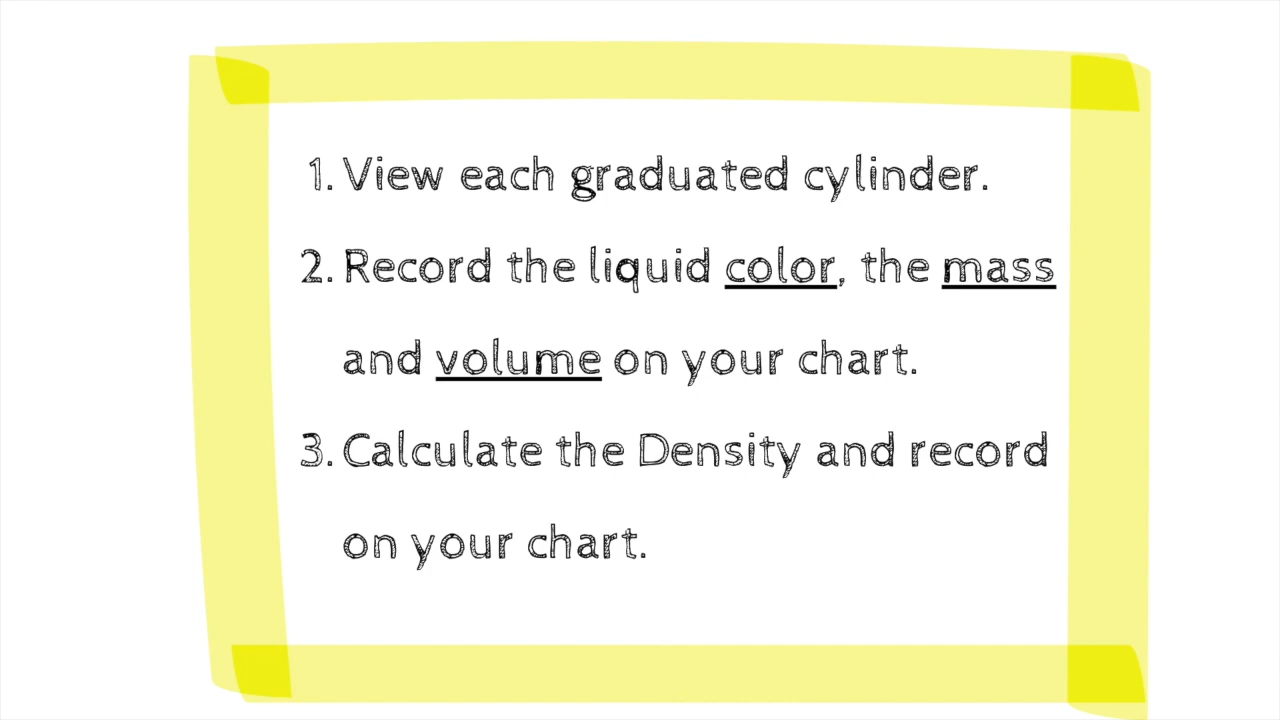 1. View each graduated cylinder.
2. Record the liquid color, the mass
and volume on your chart.
3. Calculate the Density and record
on your chart.